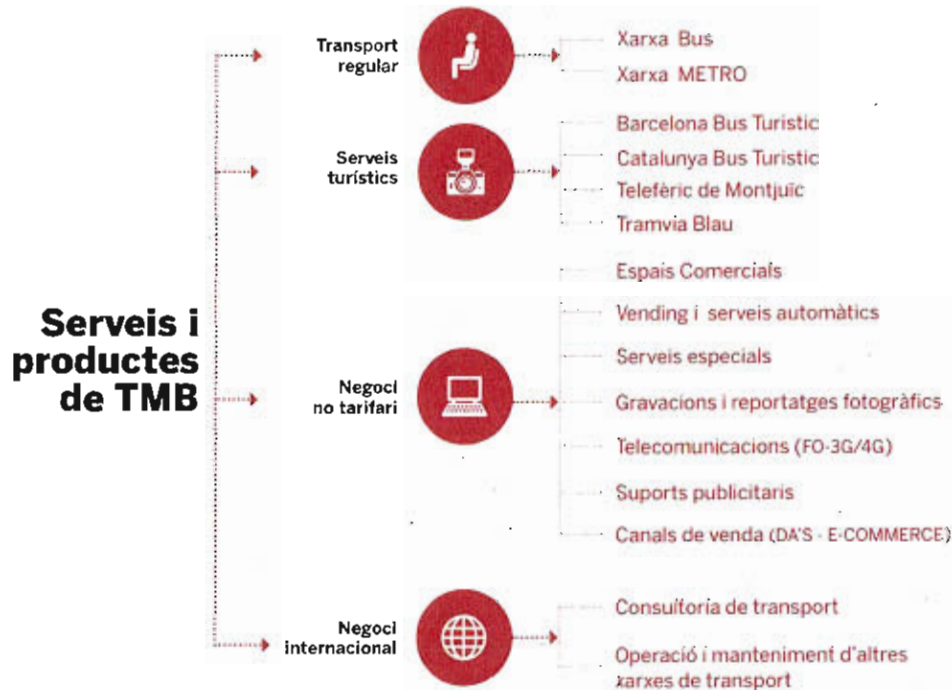 Serveis i
productes
de TMB
Transport
regular
Xarxa Bus
Xarxa METRO
Serveis
turístics
Barcelona Bus Turistic
Catalunya Bus Turistic
Telefèric de Montjuïc
Tramvia Blau
Negoci
no tarifari
Espais Comercials
Vending i serveis automàtics
Serveis especials
Gravacions i reportatges fotogràfics
Telecomunicacions (FO-3G/4G)
Suports publicitaris
Canals de venda (DA'S - E-COMMERCE)
Negoci
internacional
Consultoria de transport
Operació i manteniment d'altres
xarxes de transport